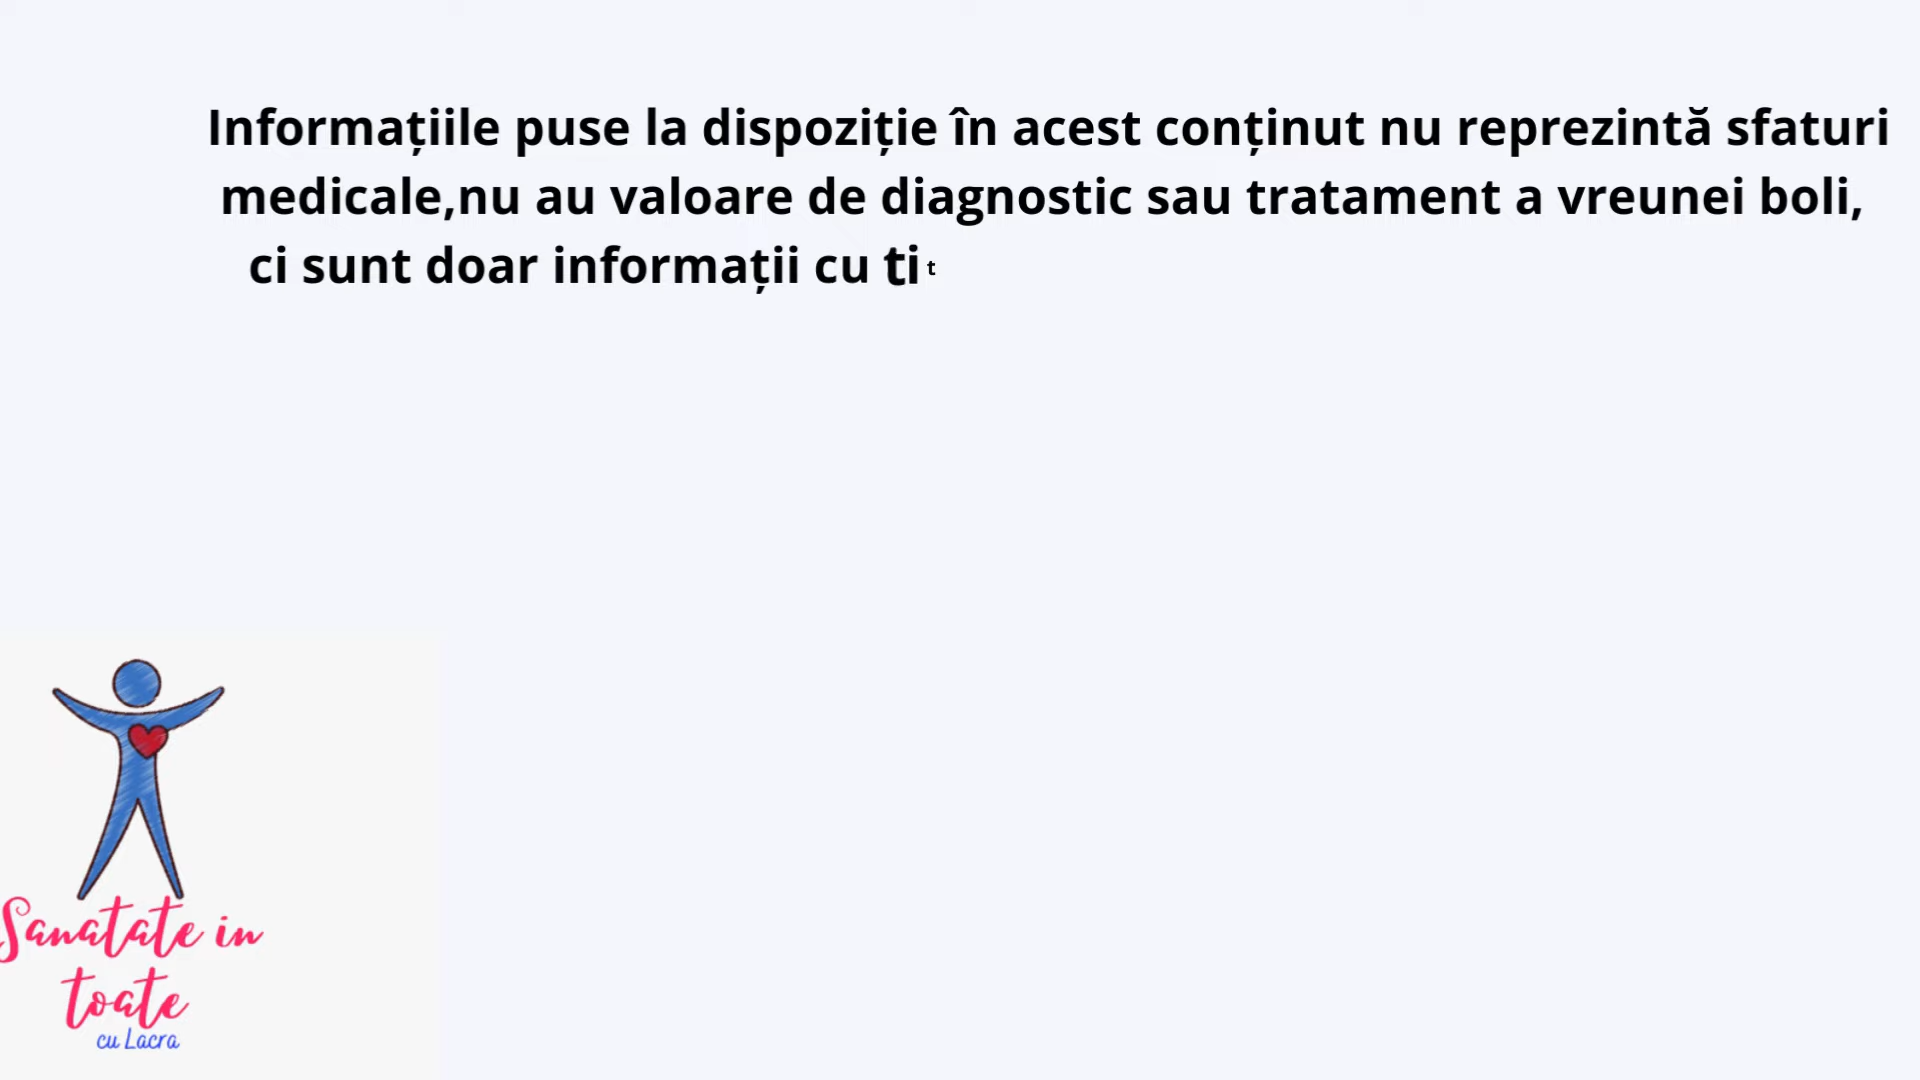 Informațiile puse la dispoziție în acest conținut nu reprezintă sfaturi
medicale,nu au valoare de diagnostic sau tratament a vreunei boli,
ci sunt doar informații cu tit
Sanatate in
toate
cu Lacra